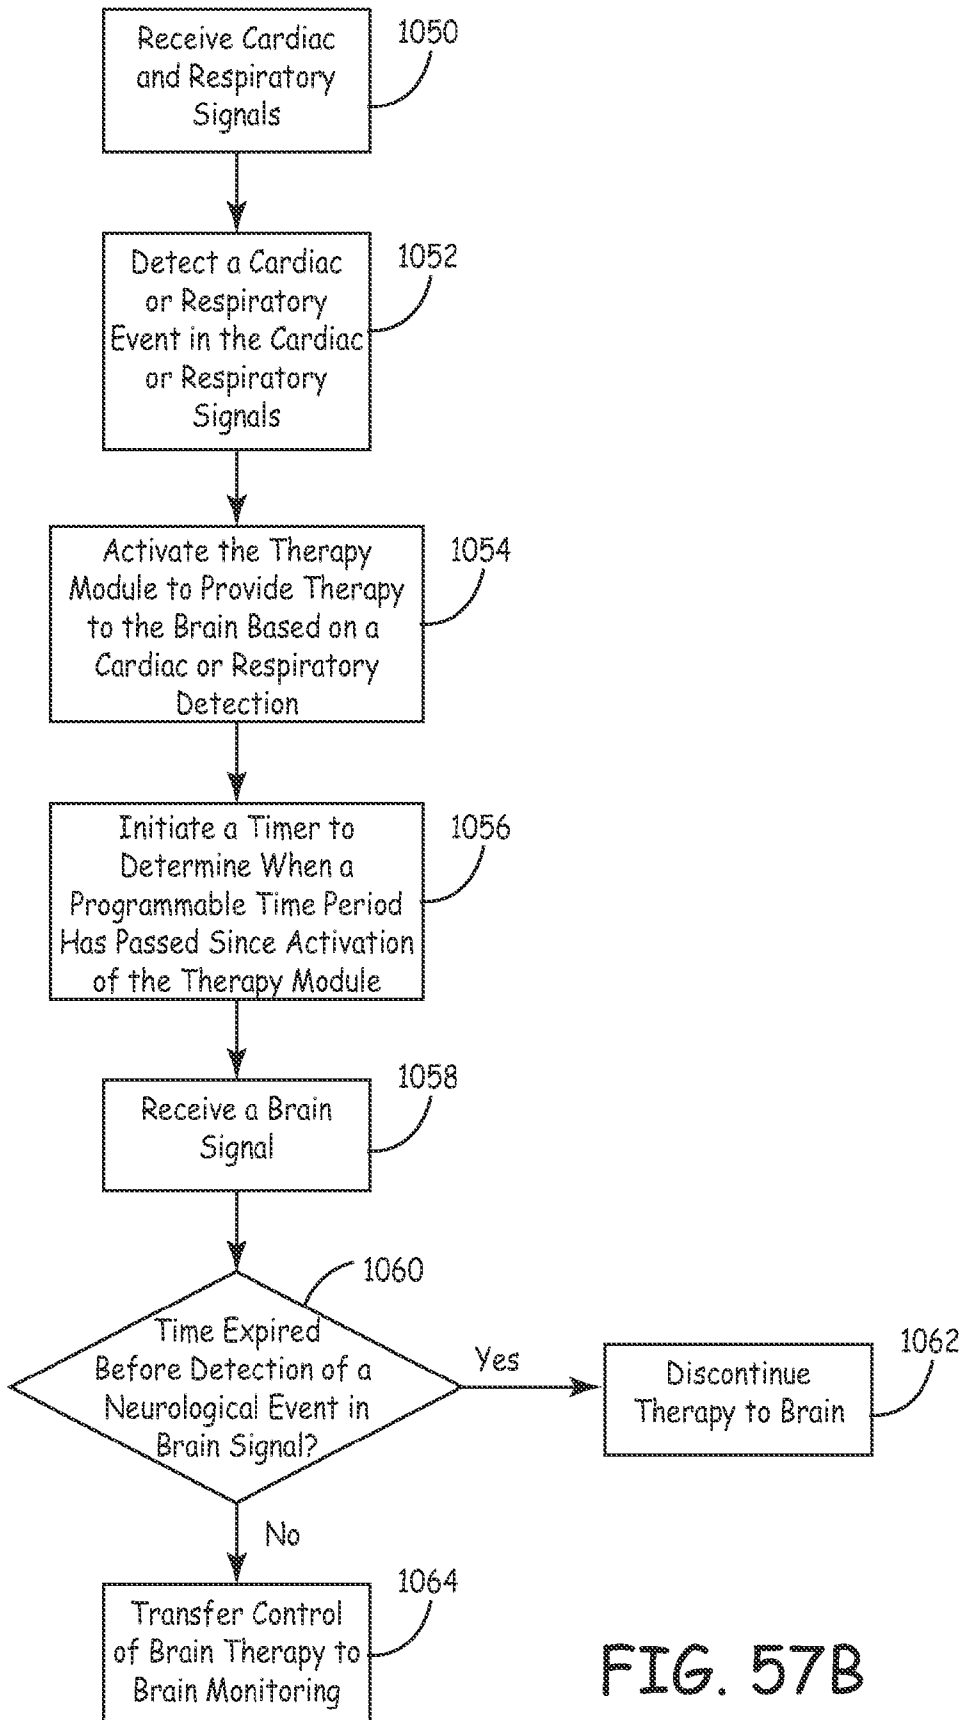 Receive Cardiac
and Respiratory
Signals
1050
Detect a Cardiac
or Respiratory
Event in the Cardiac
or Respiratory
Signals
1052
Activate the Therapy
Module to Provide Therapy
to the Brain Based on a
Cardiac or Respiratory
Detection
1054
Initiate a Timer to
Determine When a
Programmable Time Period
Has Passed Since Activation
of the Therapy Module
1056
Receive a Brain
Signal
1058
Time Expired
Before Detection of a
Neurological Event in
Brain Signal?
1060
Yes
Discontinue
Therapy to Brain
1062
No
Transfer Control
of Brain Therapy to
Brain Monitoring
1064
FIG. 57B